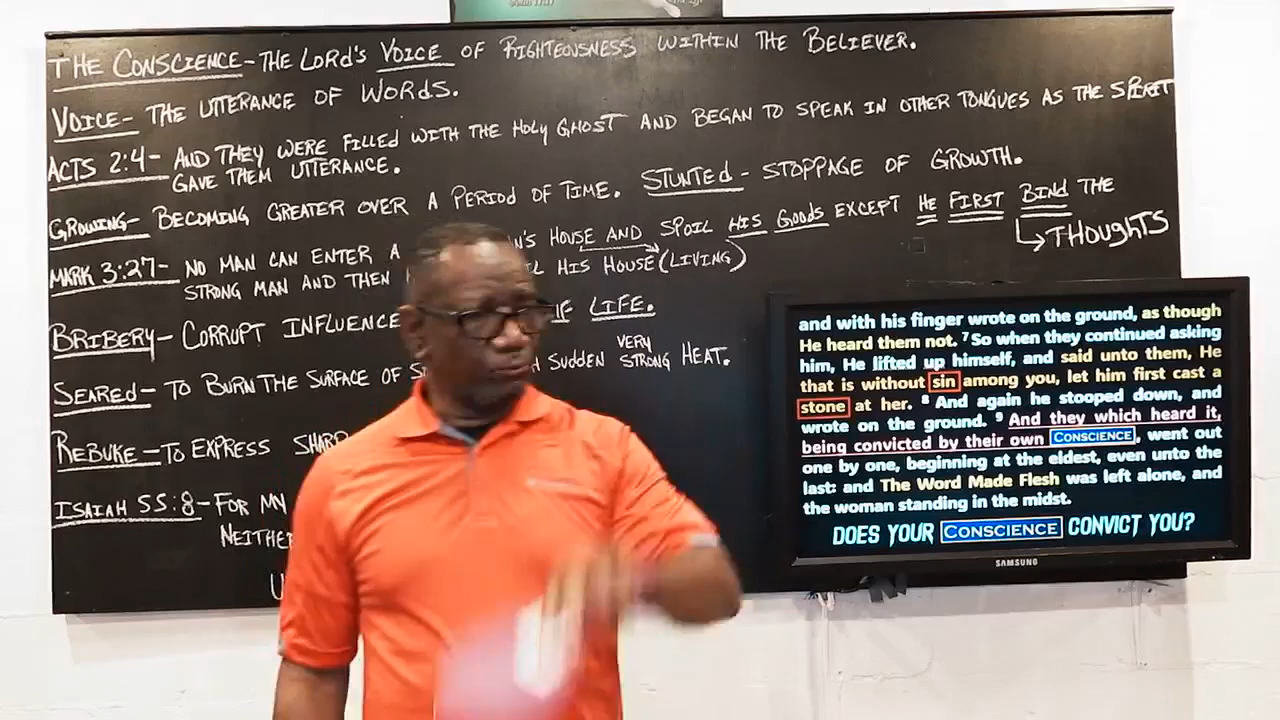 THE CONSCIENCE - THE LORD'S VOICE OF RIGHTEOUSNESS WITHIN THE BELIEVER.
VOICE - THE UTTERANCE OF WORDS.
ACTS 2:4 - AND THEY WERE FILLED WITH THE HOLY GHOST AND BEGAN TO SPEAK IN OTHER TONGUES AS THE SPIRIT
GAVE THEM UTTERANCE.
GROWING - BECOMING GREATER OVER A PERIOD OF TIME. STUNTED - STOPPAGE OF GROWTH.
MARK 3:27 - NO MAN CAN ENTER A N'S HOUSE AND SPOIL HIS GOODS EXCEPT HE FIRST BIND THE
THOUGHTS
STRONG MAN AND THEN HIS HOUSE (LIVING)
BRIBERY - CORRUPT INFLUENCE LIFE.
SEARED - TO BURN THE SURFACE OF SUDDEN VERY STRONG HEAT.
REBUKE - TO EXPRESS SHARP
ISAIAH 55:8 - FOR MY
NEITHER
and with his finger wrote on the ground, as though
He heard them not. 7 So when they continued asking
him, He lifted up himself, and said unto them, He
that is without sin among you, let him first cast a
stone at her. 8 And again he stooped down, and
wrote on the ground. 9 And they which heard it,
being convicted by their own CONSCIENCE, went out
one by one, beginning at the eldest, even unto the
last: and The Word Made Flesh was left alone, and
the woman standing in the midst.
DOES YOUR CONSCIENCE CONVICT YOU?
SAMSUNG